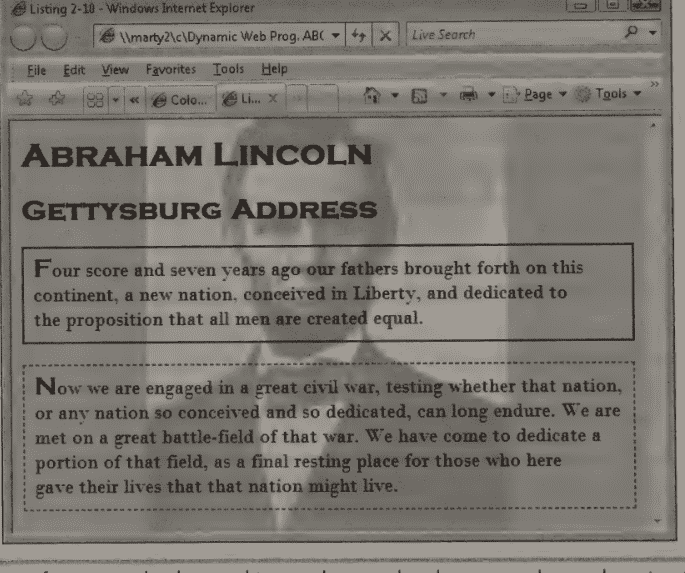 Listing 2-10 - Windows Internet Explorer
\\marty2\c\Dynamic Web Prog. ABC
Live Search
File Edit View Favorites Tools Help
Colo... Li... Page Tools
ABRAHAM LINCOLN
GETTYSBURG ADDRESS
Four score and seven years ago our fathers brought forth on this
continent, a new nation, conceived in Liberty, and dedicated to
the proposition that all men are created equal.
Now we are engaged in a great civil war, testing whether that nation,
or any nation so conceived and so dedicated, can long endure. We are
met on a great battle-field of that war. We have come to dedicate a
portion of that field, as a final resting place for those who here
gave their lives that that nation might live.